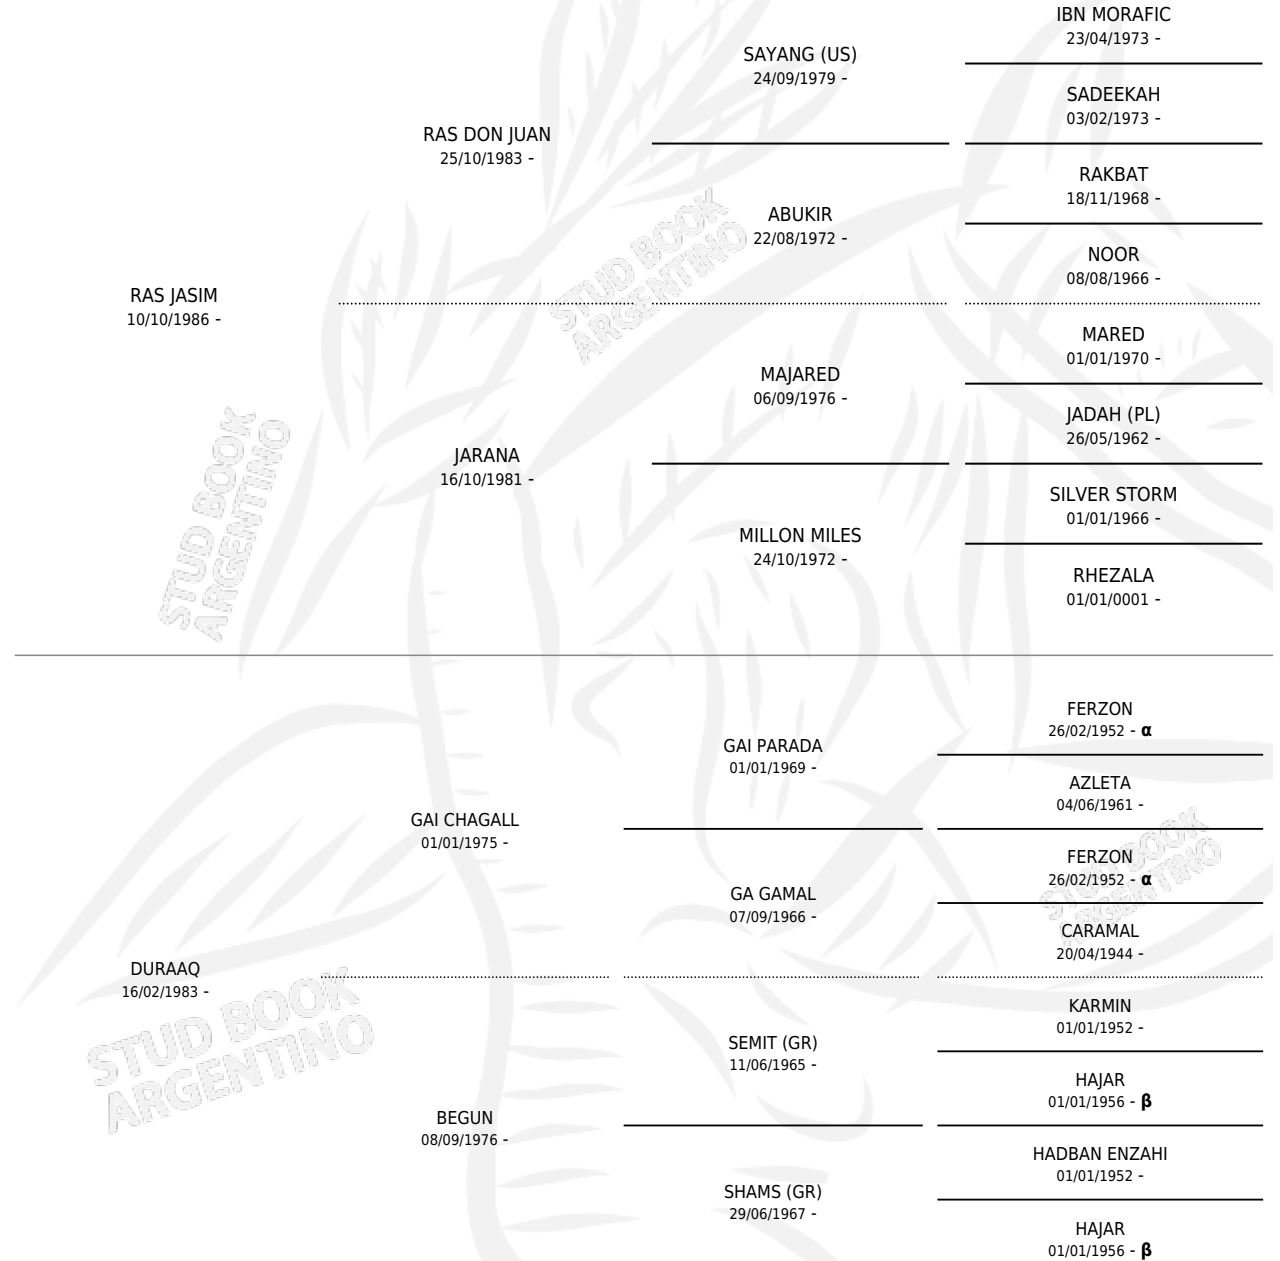 IBN MORAFIC
23/04/1973 -
SAYANG (US)
24/09/1979 -
SADEEKAH
03/02/1973 -
RAS DON JUAN
25/10/1983 -
RAKBAT
18/11/1968 -
ABUKIR
22/08/1972 -
NOOR
08/08/1966 -
RAS JASIM
10/10/1986 -
STUD BOOK
ARGENTINO
MARED
01/01/1970 -
MAJARED
06/09/1976 -
JADAH (PL)
26/05/1962 -
JARANA
16/10/1981 -
STUD BOOK
ARGENTINO
SILVER STORM
01/01/1966 -
MILLON MILES
24/10/1972 -
RHEZALA
01/01/0001 -
FERZON
26/02/1952 - α
GAI PARADA
01/01/1969 -
AZLETA
04/06/1961 -
GAI CHAGALL
01/01/1975 -
FERZON
26/02/1952 - α
STUD BOOK
ARGENTINO
GA GAMAL
07/09/1966 -
CARAMAL
20/04/1944 -
DURAAQ
16/02/1983 -
STUD BOOK
ARGENTINO
KARMIN
01/01/1952 -
SEMIT (GR)
11/06/1965 -
HAJAR
01/01/1956 - β
BEGUN
08/09/1976 -
HADBAN ENZAHI
01/01/1952 -
SHAMS (GR)
29/06/1967 -
HAJAR
01/01/1956 - β